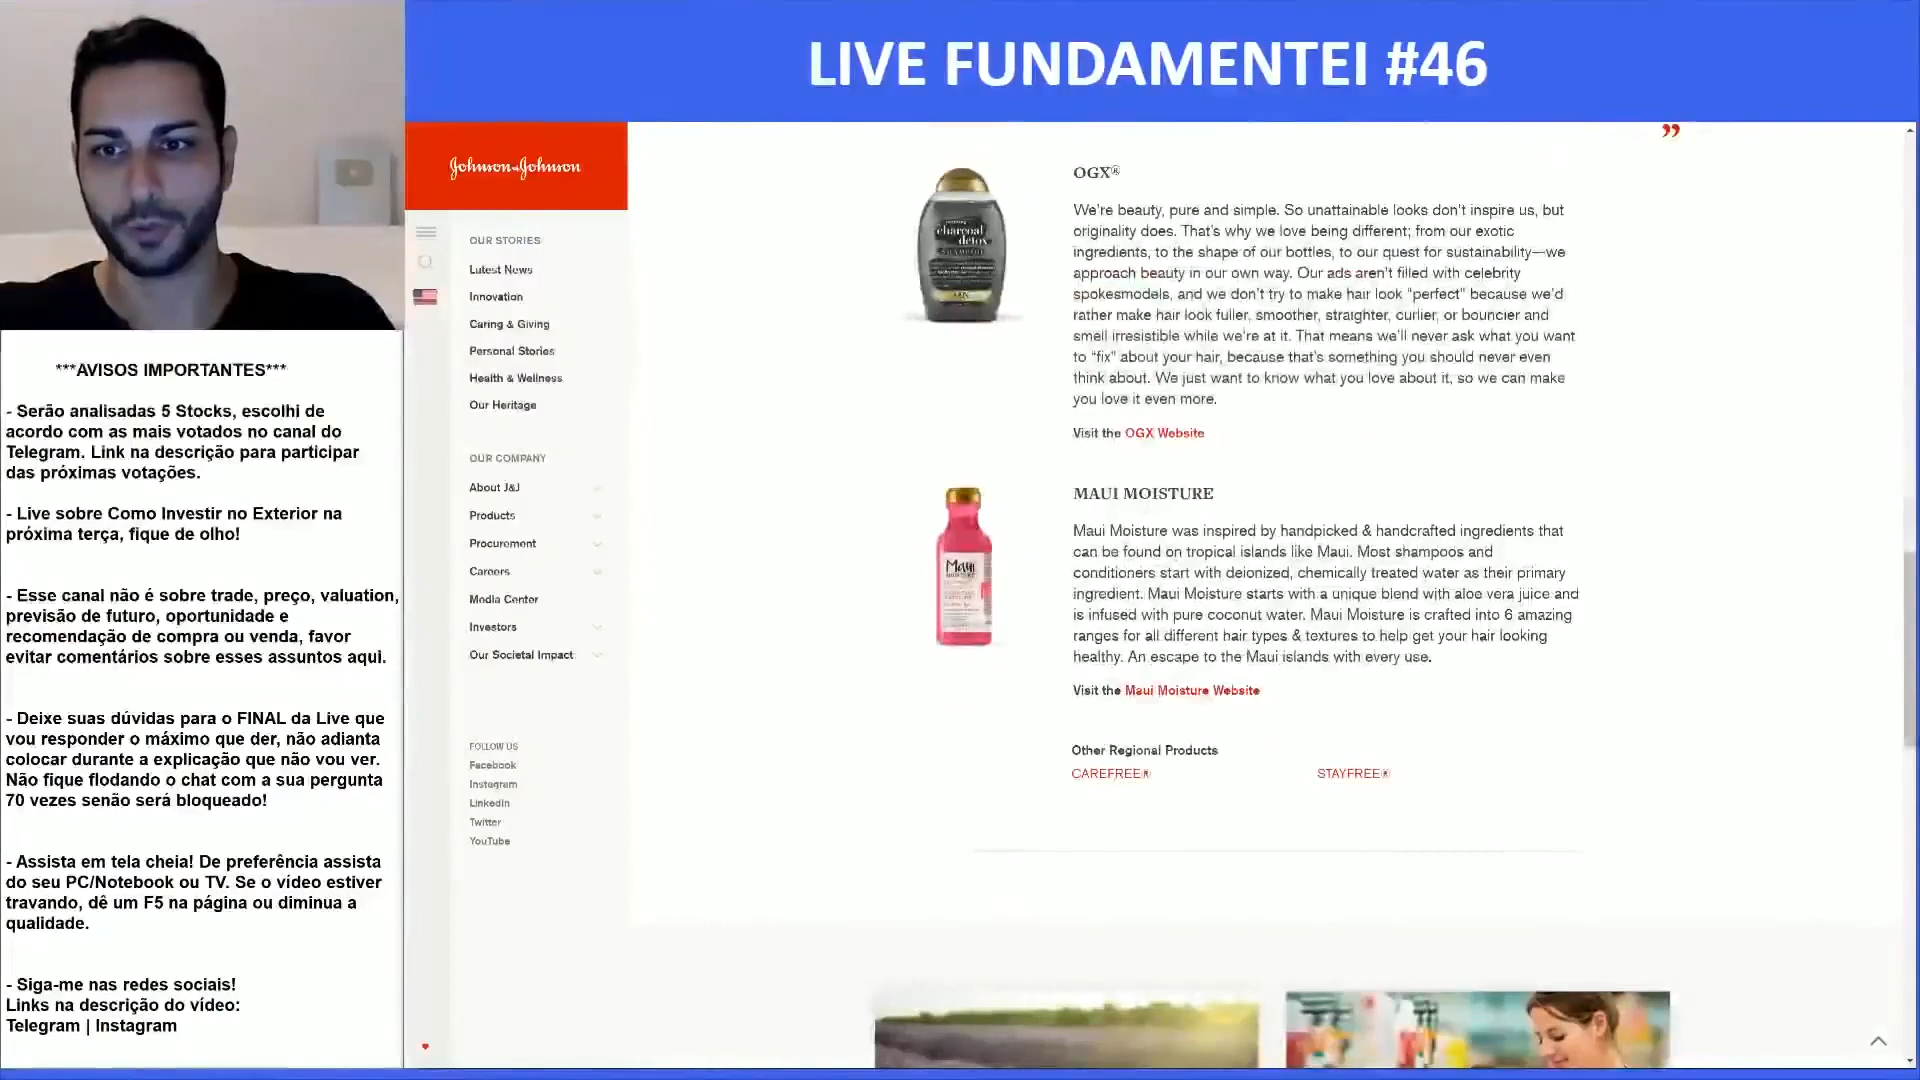 LIVE FUNDAMENTEI #46
***AVISOS IMPORTANTES***
- Serão analisadas 5 Stocks, escolhi de
acordo com as mais votados no canal do
Telegram. Link na descrição para participar
das próximas votações.
- Live sobre Como Investir no Exterior na
próxima terça, fique de olho!
- Esse canal não é sobre trade, preço, valuation,
previsão de futuro, oportunidade e
recomendação de compra ou venda, favor
evitar comentários sobre esses assuntos aqui.
- Deixe suas dúvidas para o FINAL da Live que
vou responder o máximo que der, não adianta
colocar durante a explicação que não vou ver.
Não fique flodando o chat com a sua pergunta
70 vezes senão será bloqueado!
- Assista em tela cheia! De preferência assista
do seu PC/Notebook ou TV. Se o vídeo estiver
travando, dê um F5 na página ou diminua a
qualidade.
- Siga-me nas redes sociais!
Links na descrição do vídeo:
Telegram | Instagram
Johnson & Johnson
OUR STORIES
Latest News
Innovation
Caring & Giving
Personal Stories
Health & Wellness
Our Heritage
OUR COMPANY
About J&J
Products
Procurement
Careers
Media Center
Investors
Our Societal Impact
FOLLOW US
Facebook
Instagram
LinkedIn
Twitter
YouTube
”
charcoal
detox
SHAMPOO
OGX®
We’re beauty, pure and simple. So unattainable looks don’t inspire us, but
originality does. That’s why we love being different; from our exotic
ingredients, to the shape of our bottles, to our quest for sustainability—we
approach beauty in our own way. Our ads aren’t filled with celebrity
spokesmodels, and we don’t try to make hair look “perfect” because we’d
rather make hair look fuller, smoother, straighter, curlier, or bouncier and
smell irresistible while we’re at it. That means we’ll never ask what you want
to “fix” about your hair, because that’s something you should never even
think about. We just want to know what you love about it, so we can make
you love it even more.
Visit the OGX Website
Maui
MOISTURE
MAUI MOISTURE
Maui Moisture was inspired by handpicked & handcrafted ingredients that
can be found on tropical islands like Maui. Most shampoos and
conditioners start with deionized, chemically treated water as their primary
ingredient. Maui Moisture starts with a unique blend with aloe vera juice and
is infused with pure coconut water. Maui Moisture is crafted into 6 amazing
ranges for all different hair types & textures to help get your hair looking
healthy. An escape to the Maui islands with every use.
Visit the Maui Moisture Website
Other Regional Products
CAREFREE® STAYFREE®